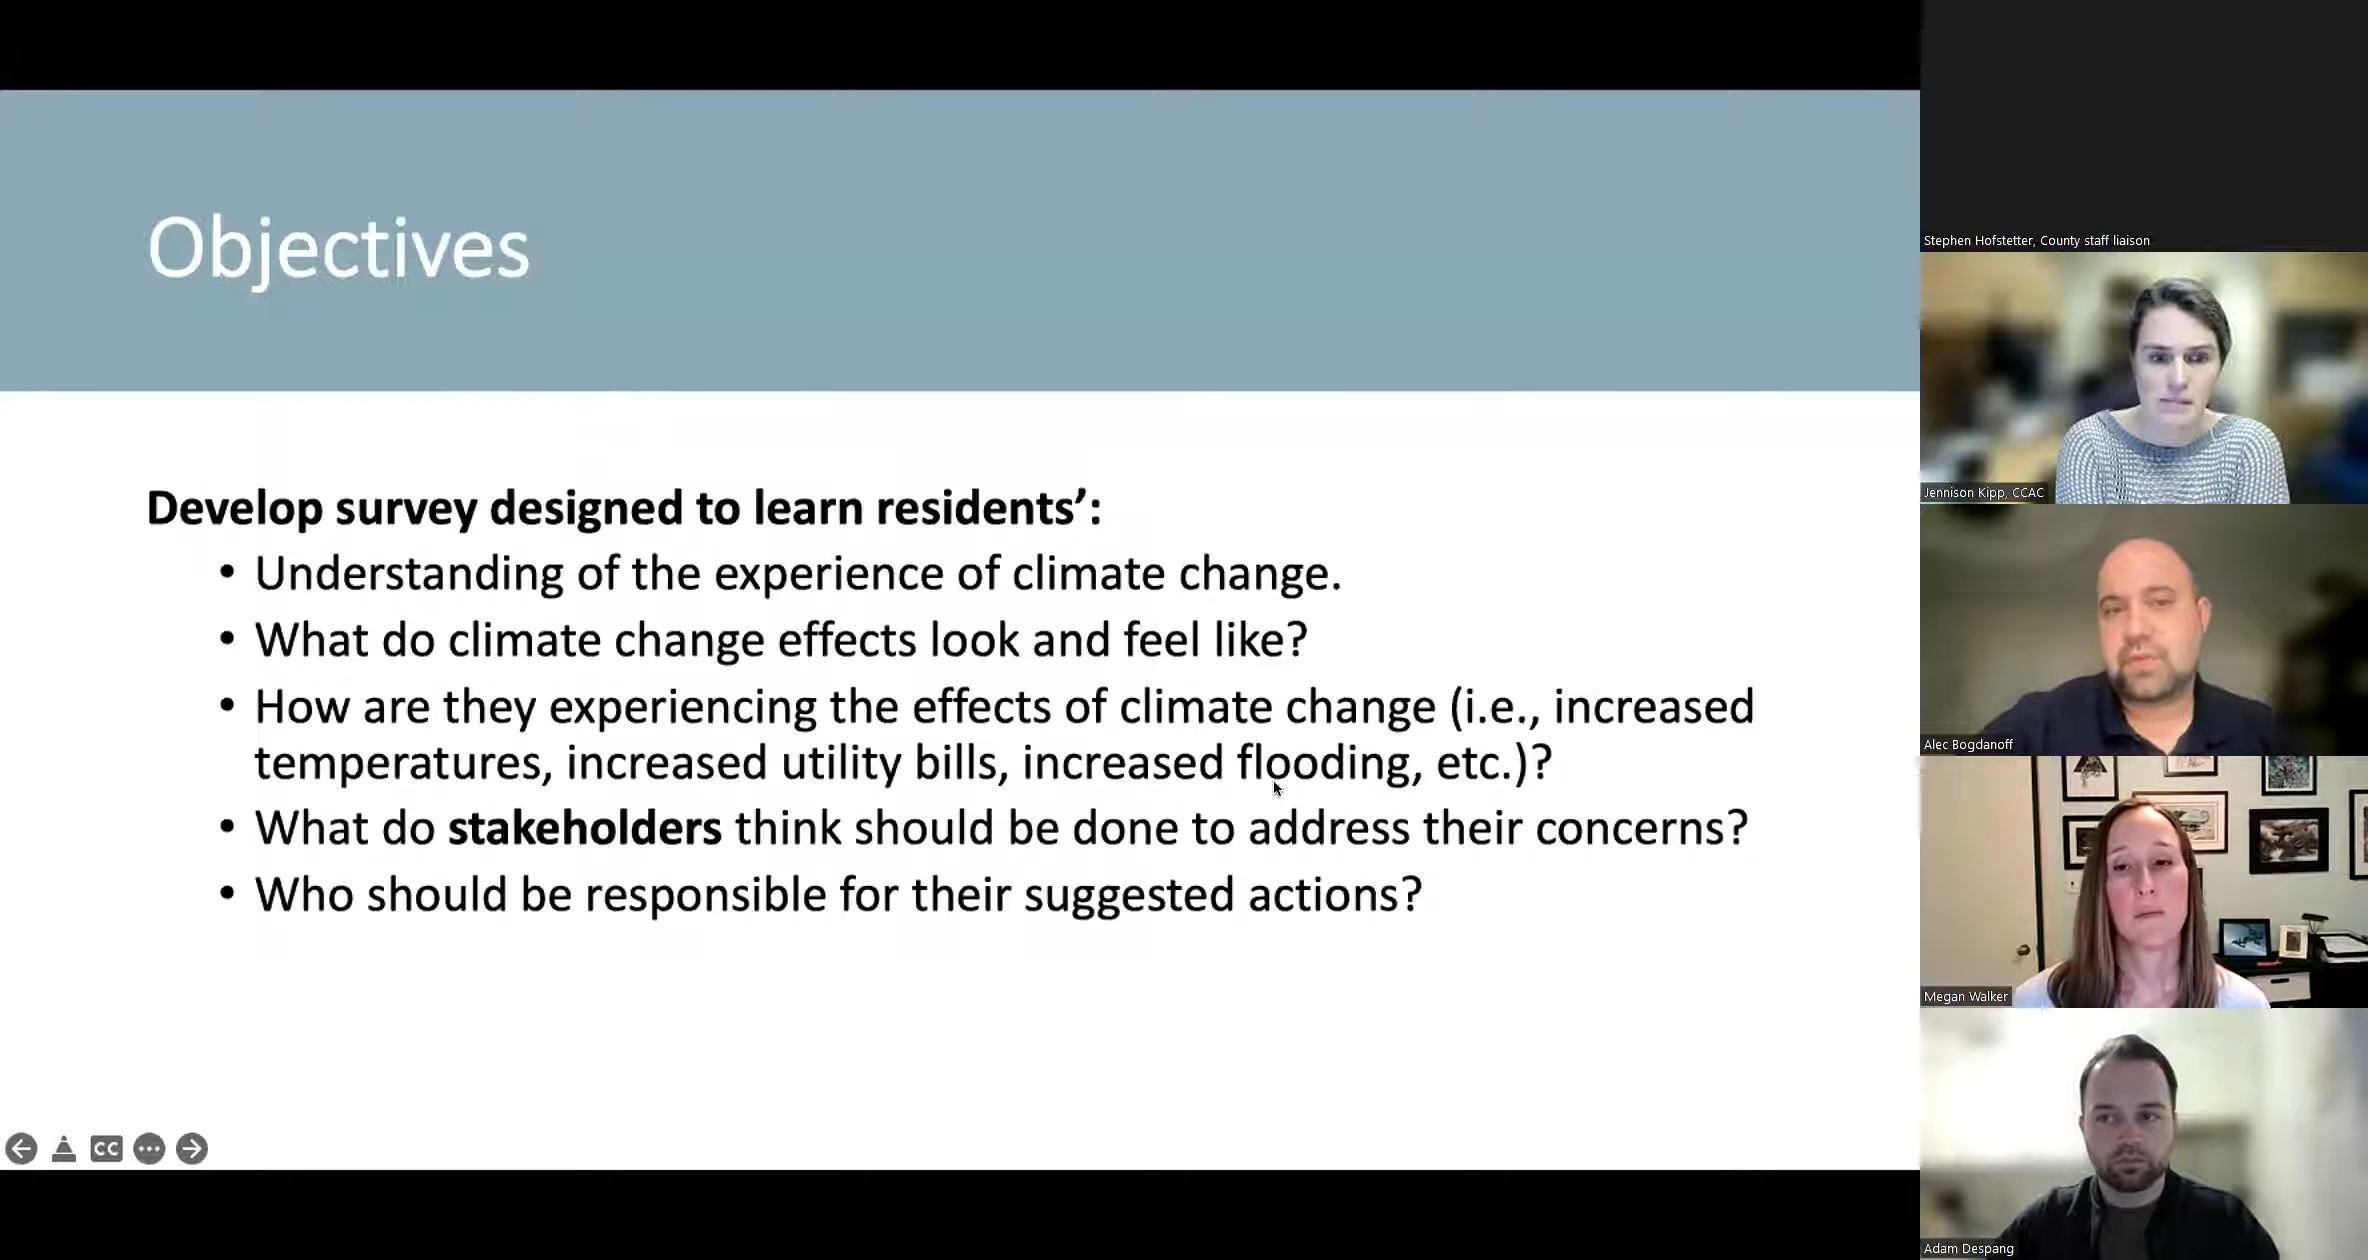 Objectives
Develop survey designed to learn residents’:
• Understanding of the experience of climate change.
• What do climate change effects look and feel like?
• How are they experiencing the effects of climate change (i.e., increased
temperatures, increased utility bills, increased flooding, etc.)?
• What do stakeholders think should be done to address their concerns?
• Who should be responsible for their suggested actions?
CC
Stephen Hofstetter, County staff liaison
Jennison Kipp, CCAC
Alec Bogdanoff
Megan Walker
Adam Despang